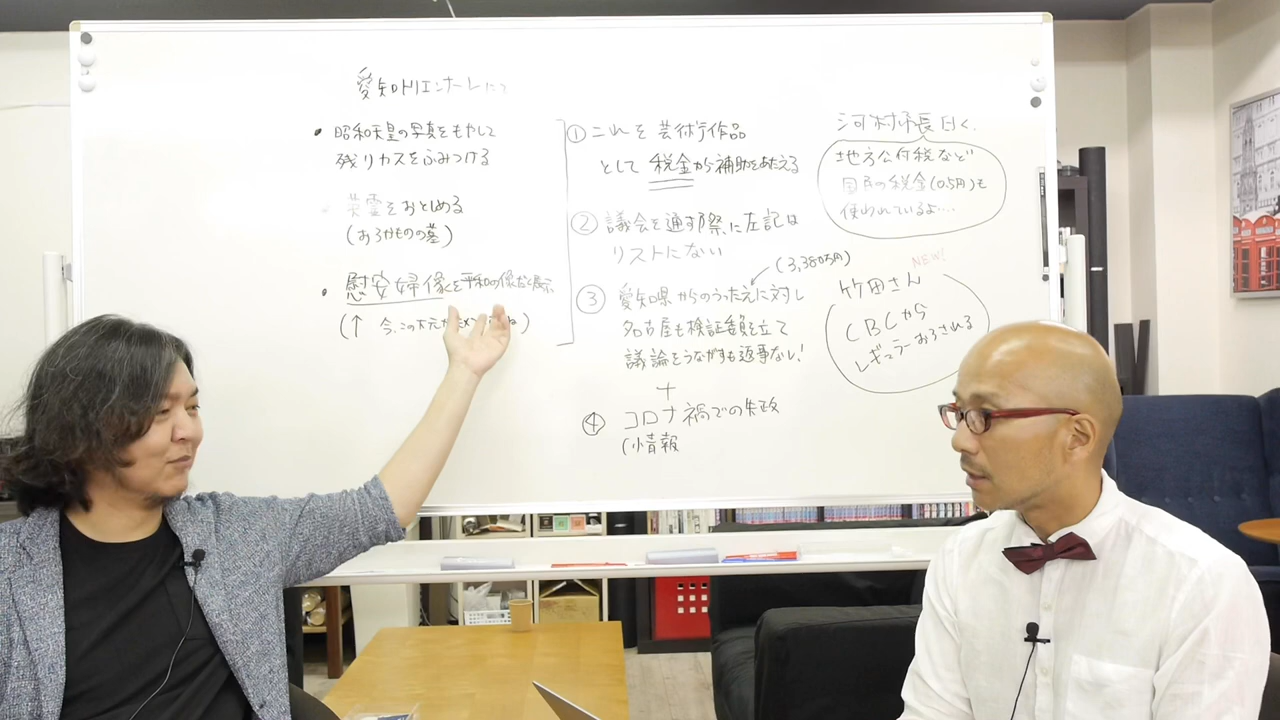 愛知トリエンナーレにて
• 昭和天皇の写真をもやして
残りカスをふみつける
• 英霊をおとしめる
(おろかものの墓)
• 慰安婦像を平和の像だと展示
(↑ 今、この
① これを芸術作品
として税金から補助をあたえる
② 議会を通す際に左記は
リストにない
(3,380万円)
③ 愛知県からのうったえに対し
名古屋も検証委員を立て
議論をうながすも返事なし!
+
④ コロナ禍での失政
(情報
河村市長曰く、
地方公付税など
国民の税金(0.5円)も
使われているよ....
NEW!
竹田さん
CBCから
レギュラーおろされる